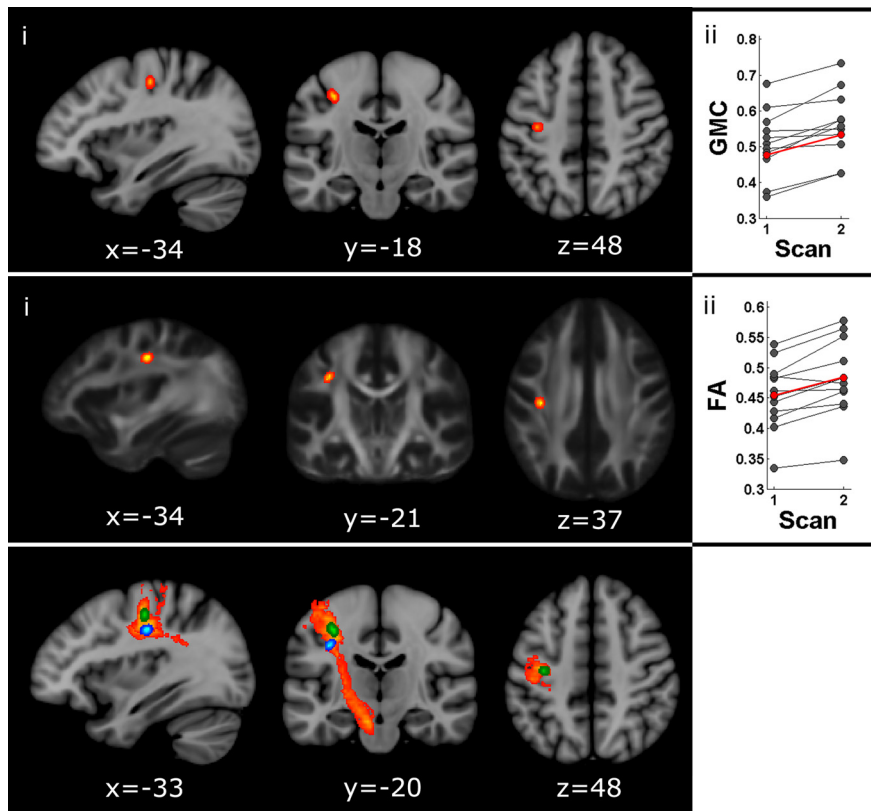 i
x=-34
y=-18
z=48
ii
GMC
0.8
0.7
0.6
0.5
0.4
0.3
1
2
Scan
i
x=-34
y=-21
z=37
ii
FA
0.6
0.55
0.5
0.45
0.4
0.35
0.3
1
2
Scan
x=-33
y=-20
z=48